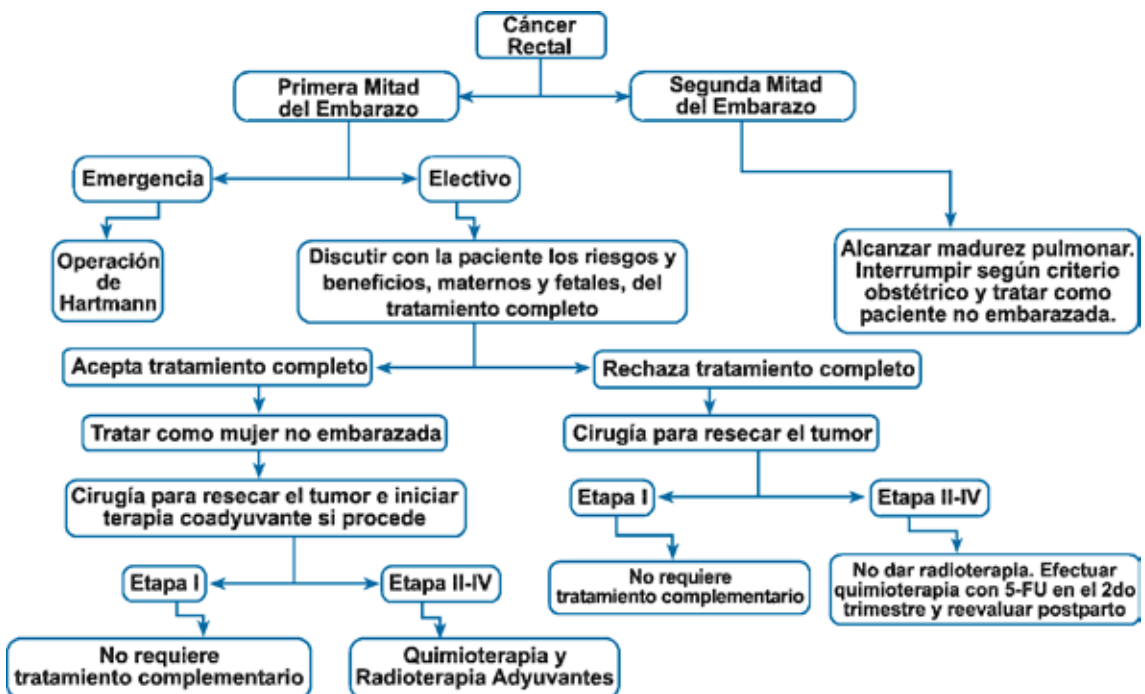 Cáncer
Rectal
Primera Mitad
del Embarazo
Segunda Mitad
del Embarazo
Emergencia
Electivo
Operación
de
Hartmann
Discutir con la paciente los riesgos y
beneficios, maternos y fetales, del
tratamiento completo
Alcanzar madurez pulmonar.
Interrumpir según criterio
obstétrico y tratar como
paciente no embarazada.
Acepta tratamiento completo
Rechaza tratamiento completo
Tratar como mujer no embarazada
Cirugía para resecar el tumor
Cirugía para resecar el tumor e iniciar
terapia coadyuvante si procede
Etapa I
Etapa II-IV
No requiere
tratamiento complementario
No dar radioterapia. Efectuar
quimioterapia con 5-FU en el 2do
trimestre y reevaluar postparto
Etapa I
Etapa II-IV
No requiere
tratamiento complementario
Quimioterapia y
Radioterapia Adyuvantes